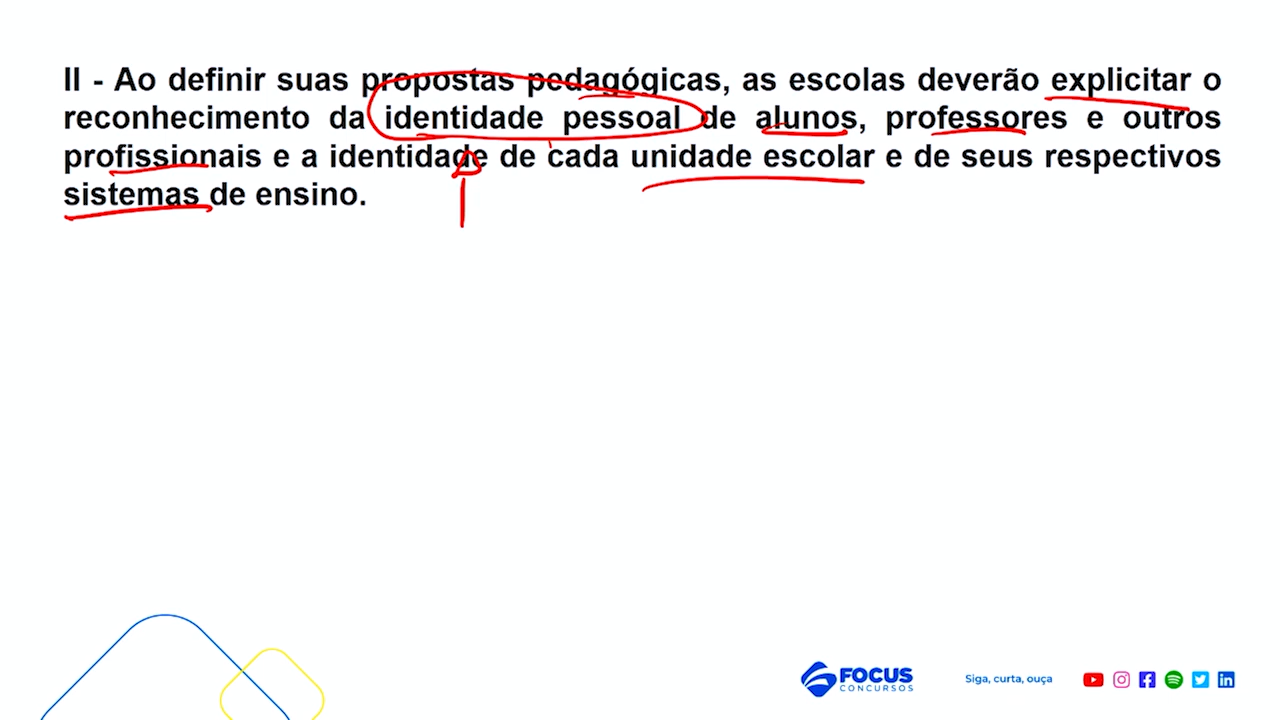 II - Ao definir suas propostas pedagógicas, as escolas deverão explicitar o
reconhecimento da identidade pessoal de alunos, professores e outros
profissionais e a identidade de cada unidade escolar e de seus respectivos
sistemas de ensino.
FOCUS
CONCURSOS
Siga, curta, ouça